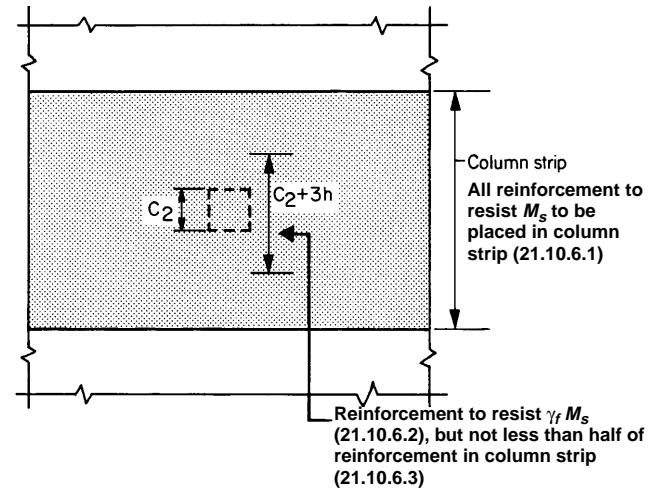 Column strip
All reinforcement to
resist Ms to be
placed in column
strip (21.10.6.1)
C2
C2+3h
Reinforcement to resist γf Ms
(21.10.6.2), but not less than half of
reinforcement in column strip
(21.10.6.3)